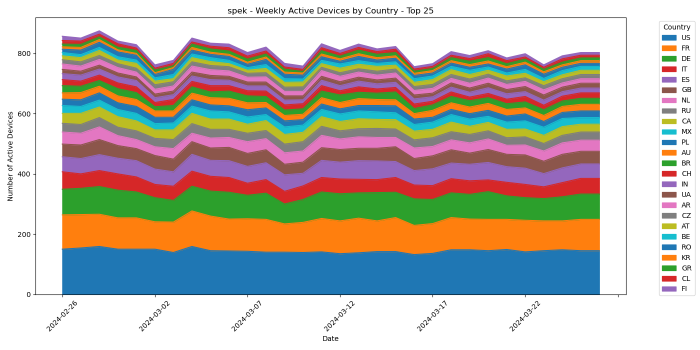 spek - Weekly Active Devices by Country - Top 25
Number of Active Devices
800
600
400
200
0
2024-02-26
2024-03-02
2024-03-07
2024-03-12
2024-03-17
2024-03-22
Date
Country
US
FR
DE
IT
ES
GB
NL
RU
CA
MX
PL
AU
BR
CH
IN
UA
AR
CZ
AT
BE
RO
KR
GR
CL
FI